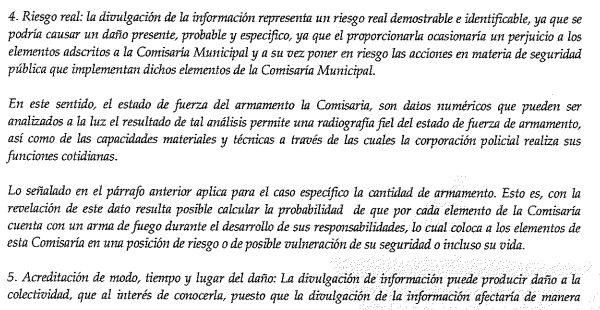 4. Riesgo real: la divulgación de la información representa un riesgo real demostrable e identificable, ya que se
podría causar un daño presente, probable y especifico, ya que el proporcionarla ocasionaría un perjuicio a los
elementos adscritos a la Comisaría Municipal y a su vez poner en riesgo las acciones en materia de seguridad
pública que implementan dichos elementos de la Comisaría Municipal.
En este sentido, el estado de fuerza del armamento la Comisaria, son datos numéricos que pueden ser
analizados a la luz el resultado de tal análisis permite una radiografía fiel del estado de fuerza de armamento,
así como de las capacidades materiales y técnicas a través de las cuales la corporación policial realiza sus
funciones cotidianas.
Lo señalado en el párrafo anterior aplica para el caso especifico la cantidad de armamento. Esto es, con la
revelación de este dato resulta posible calcular la probabilidad de que por cada elemento de la Comisaría
cuenta con un arma de fuego durante el desarrollo de sus responsabilidades, lo cual coloca a los elementos de
esta Comisaría en una posición de riesgo o de posible vulneración de su seguridad o incluso su vida.
5. Acreditación de modo, tiempo y lugar del daño: La divulgación de información puede producir daño a la
colectividad, que al interés de conocerla, puesto que la divulgación de la información afectaría de manera